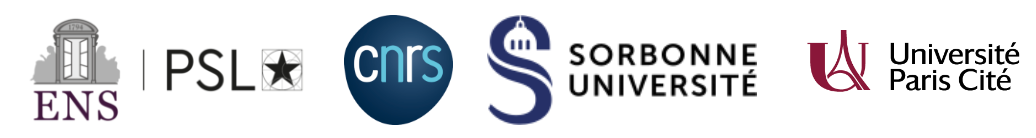 ENS
PSL
cnrs
SORBONNE
UNIVERSITÉ
Université
Paris Cité